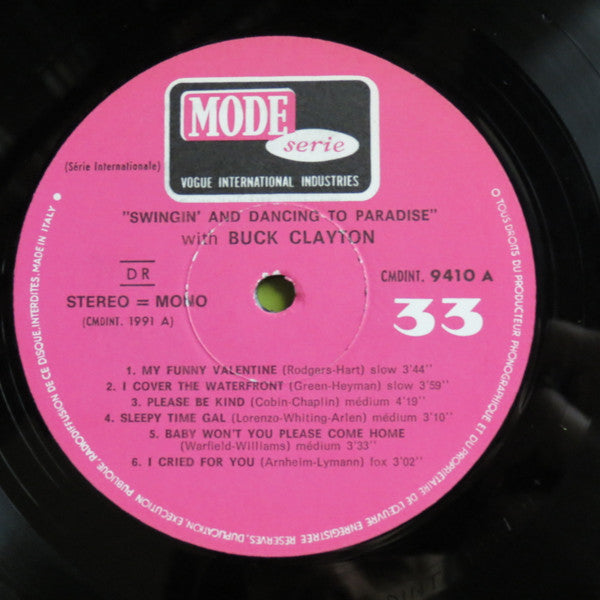 MODE
serie
VOGUE INTERNATIONAL INDUSTRIES
(Série Internationale)
"SWINGIN' AND DANCING TO PARADISE"
with BUCK CLAYTON
DR
CMDINT. 9410 A
STEREO = MONO
(CMDINT. 1991 A)
33
1. MY FUNNY VALENTINE (Rodgers-Hart) slow 3'44''
2. I COVER THE WATERFRONT (Green-Heyman) slow 3'59''
3. PLEASE BE KIND (Cobin-Chaplin) médium 4'19''
4. SLEEPY TIME GAL (Lorenzo-Whiting-Arlen) médium 3'10''
5. BABY WON'T YOU PLEASE COME HOME
(Warfield-Williams) médium 3'33''
6. I CRIED FOR YOU (Arnheim-Lymann) fox 3'02''
O TOUS DROITS DU PRODUCTEUR PHONOGRAPHIQUE ET DU PROPRIETAIRE DE L'ŒUVRE ENREGISTREE RÉSERVES, DUPLICATION, EXÉCUTION PUBLIQUE, RADIODIFFUSION DE CE DISQUE, INTERDITES. MADE IN ITALY